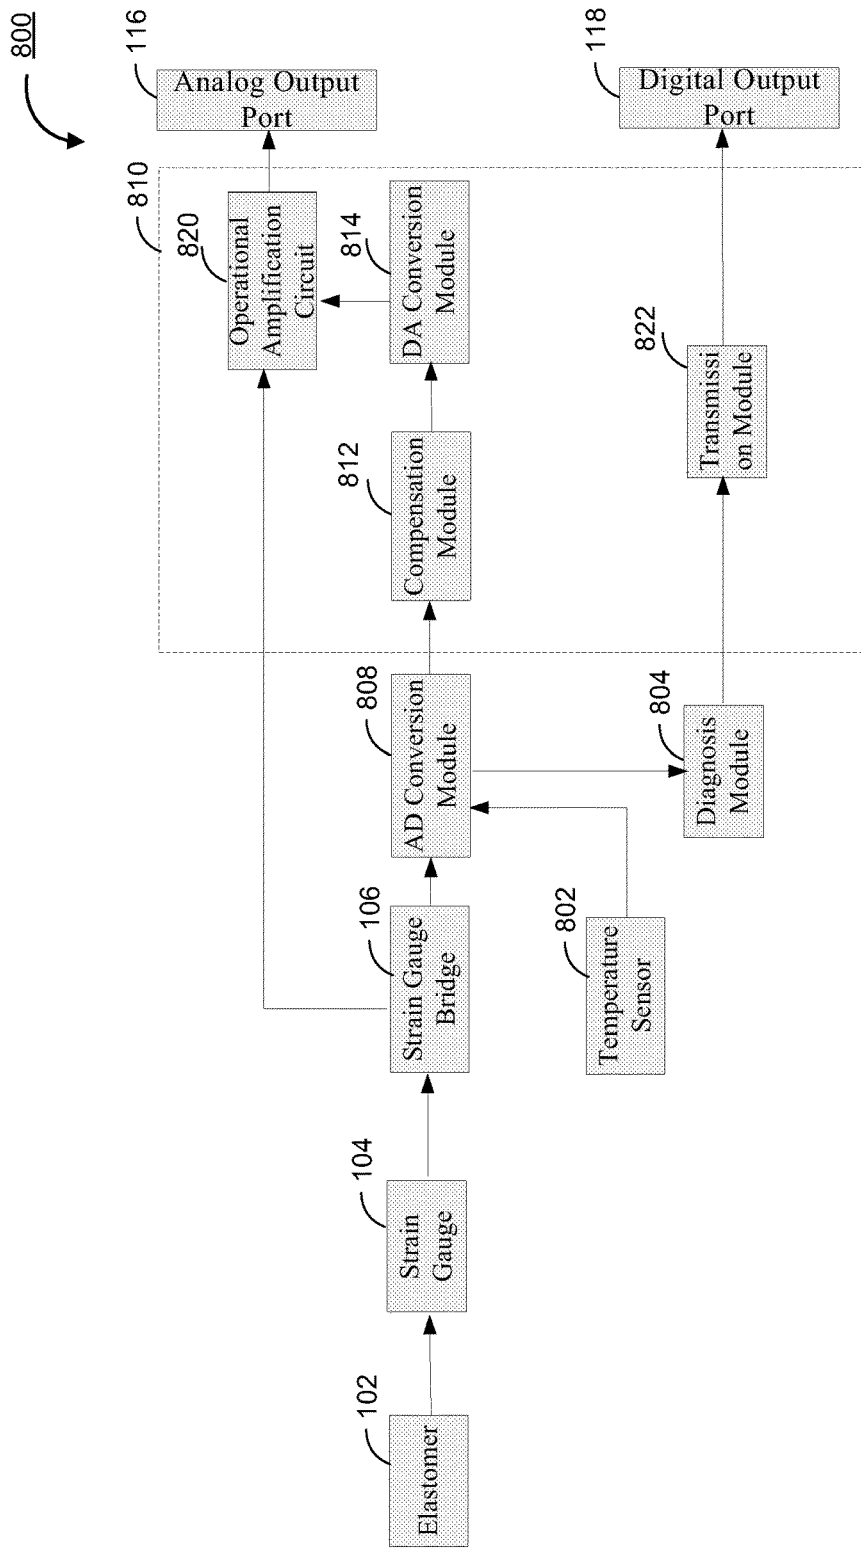 800
116
Analog Output
Port
118
Digital Output
Port
810
820
Operational
Amplification
Circuit
814
DA Conversion
Module
822
Transmissi
on Module
812
Compensation
Module
808
AD Conversion
Module
804
Diagnosis
Module
106
Strain Gauge
Bridge
802
Temperature
Sensor
104
Strain
Gauge
102
Elastomer